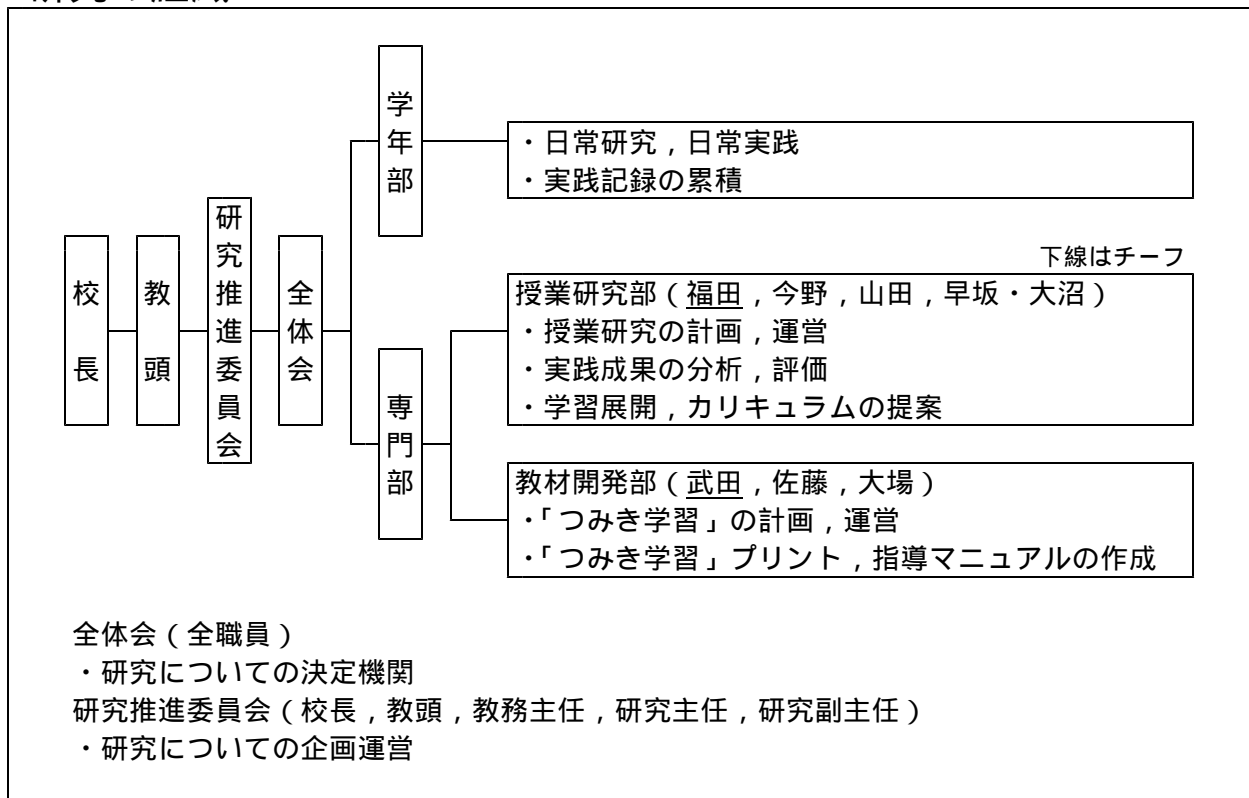 校長
教頭
研究推進委員会
全体会
学年部
・日常研究，日常実践
・実践記録の累積
専門部
下線はチーフ
授業研究部（福田，今野，山田，早坂・大沼）
・授業研究の計画，運営
・実践成果の分析，評価
・学習展開，カリキュラムの提案
教材開発部（武田，佐藤，大場）
・「つみき学習」の計画，運営
・「つみき学習」プリント，指導マニュアルの作成
全体会（全職員）
・研究についての決定機関
研究推進委員会（校長，教頭，教務主任，研究主任，研究副主任）
・研究についての企画運営